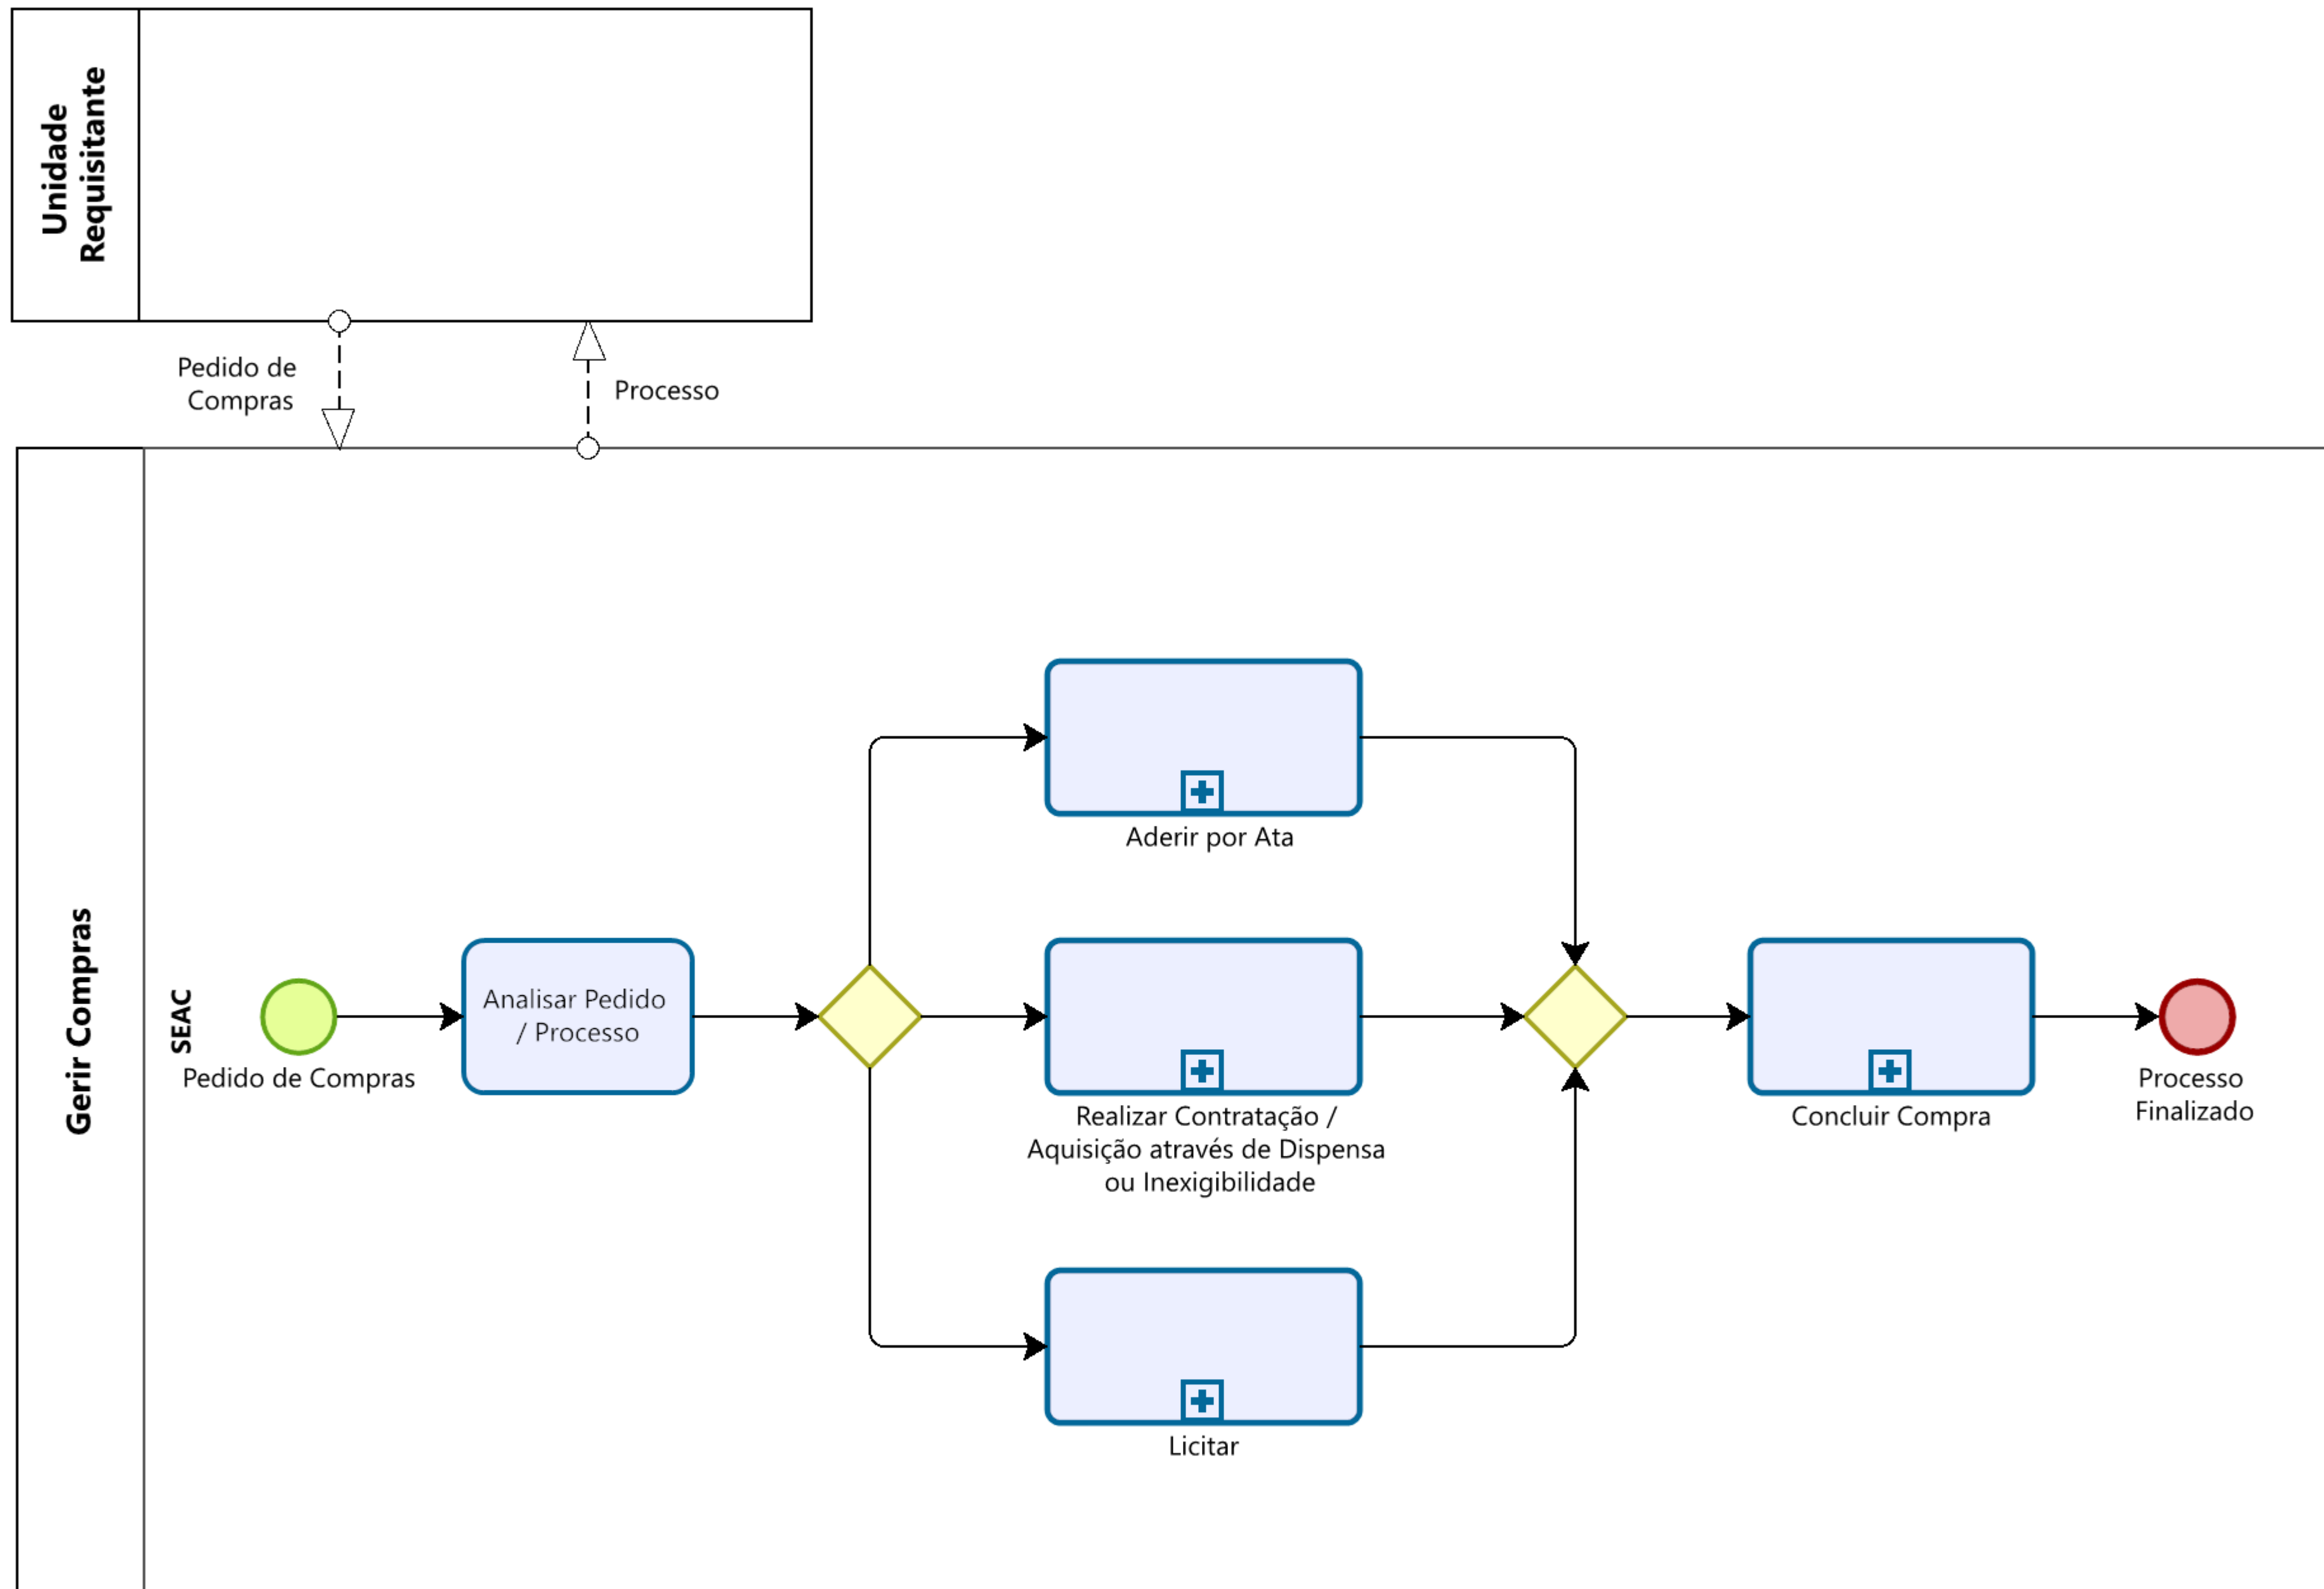 Unidade
Requisitante
Pedido de
Compras
Processo
Gerir Compras
SEAC
Pedido de Compras
Analisar Pedido
/ Processo
Aderir por Ata
Realizar Contratação /
Aquisição através de Dispensa
ou Inexigibilidade
Licitar
Concluir Compra
Processo
Finalizado